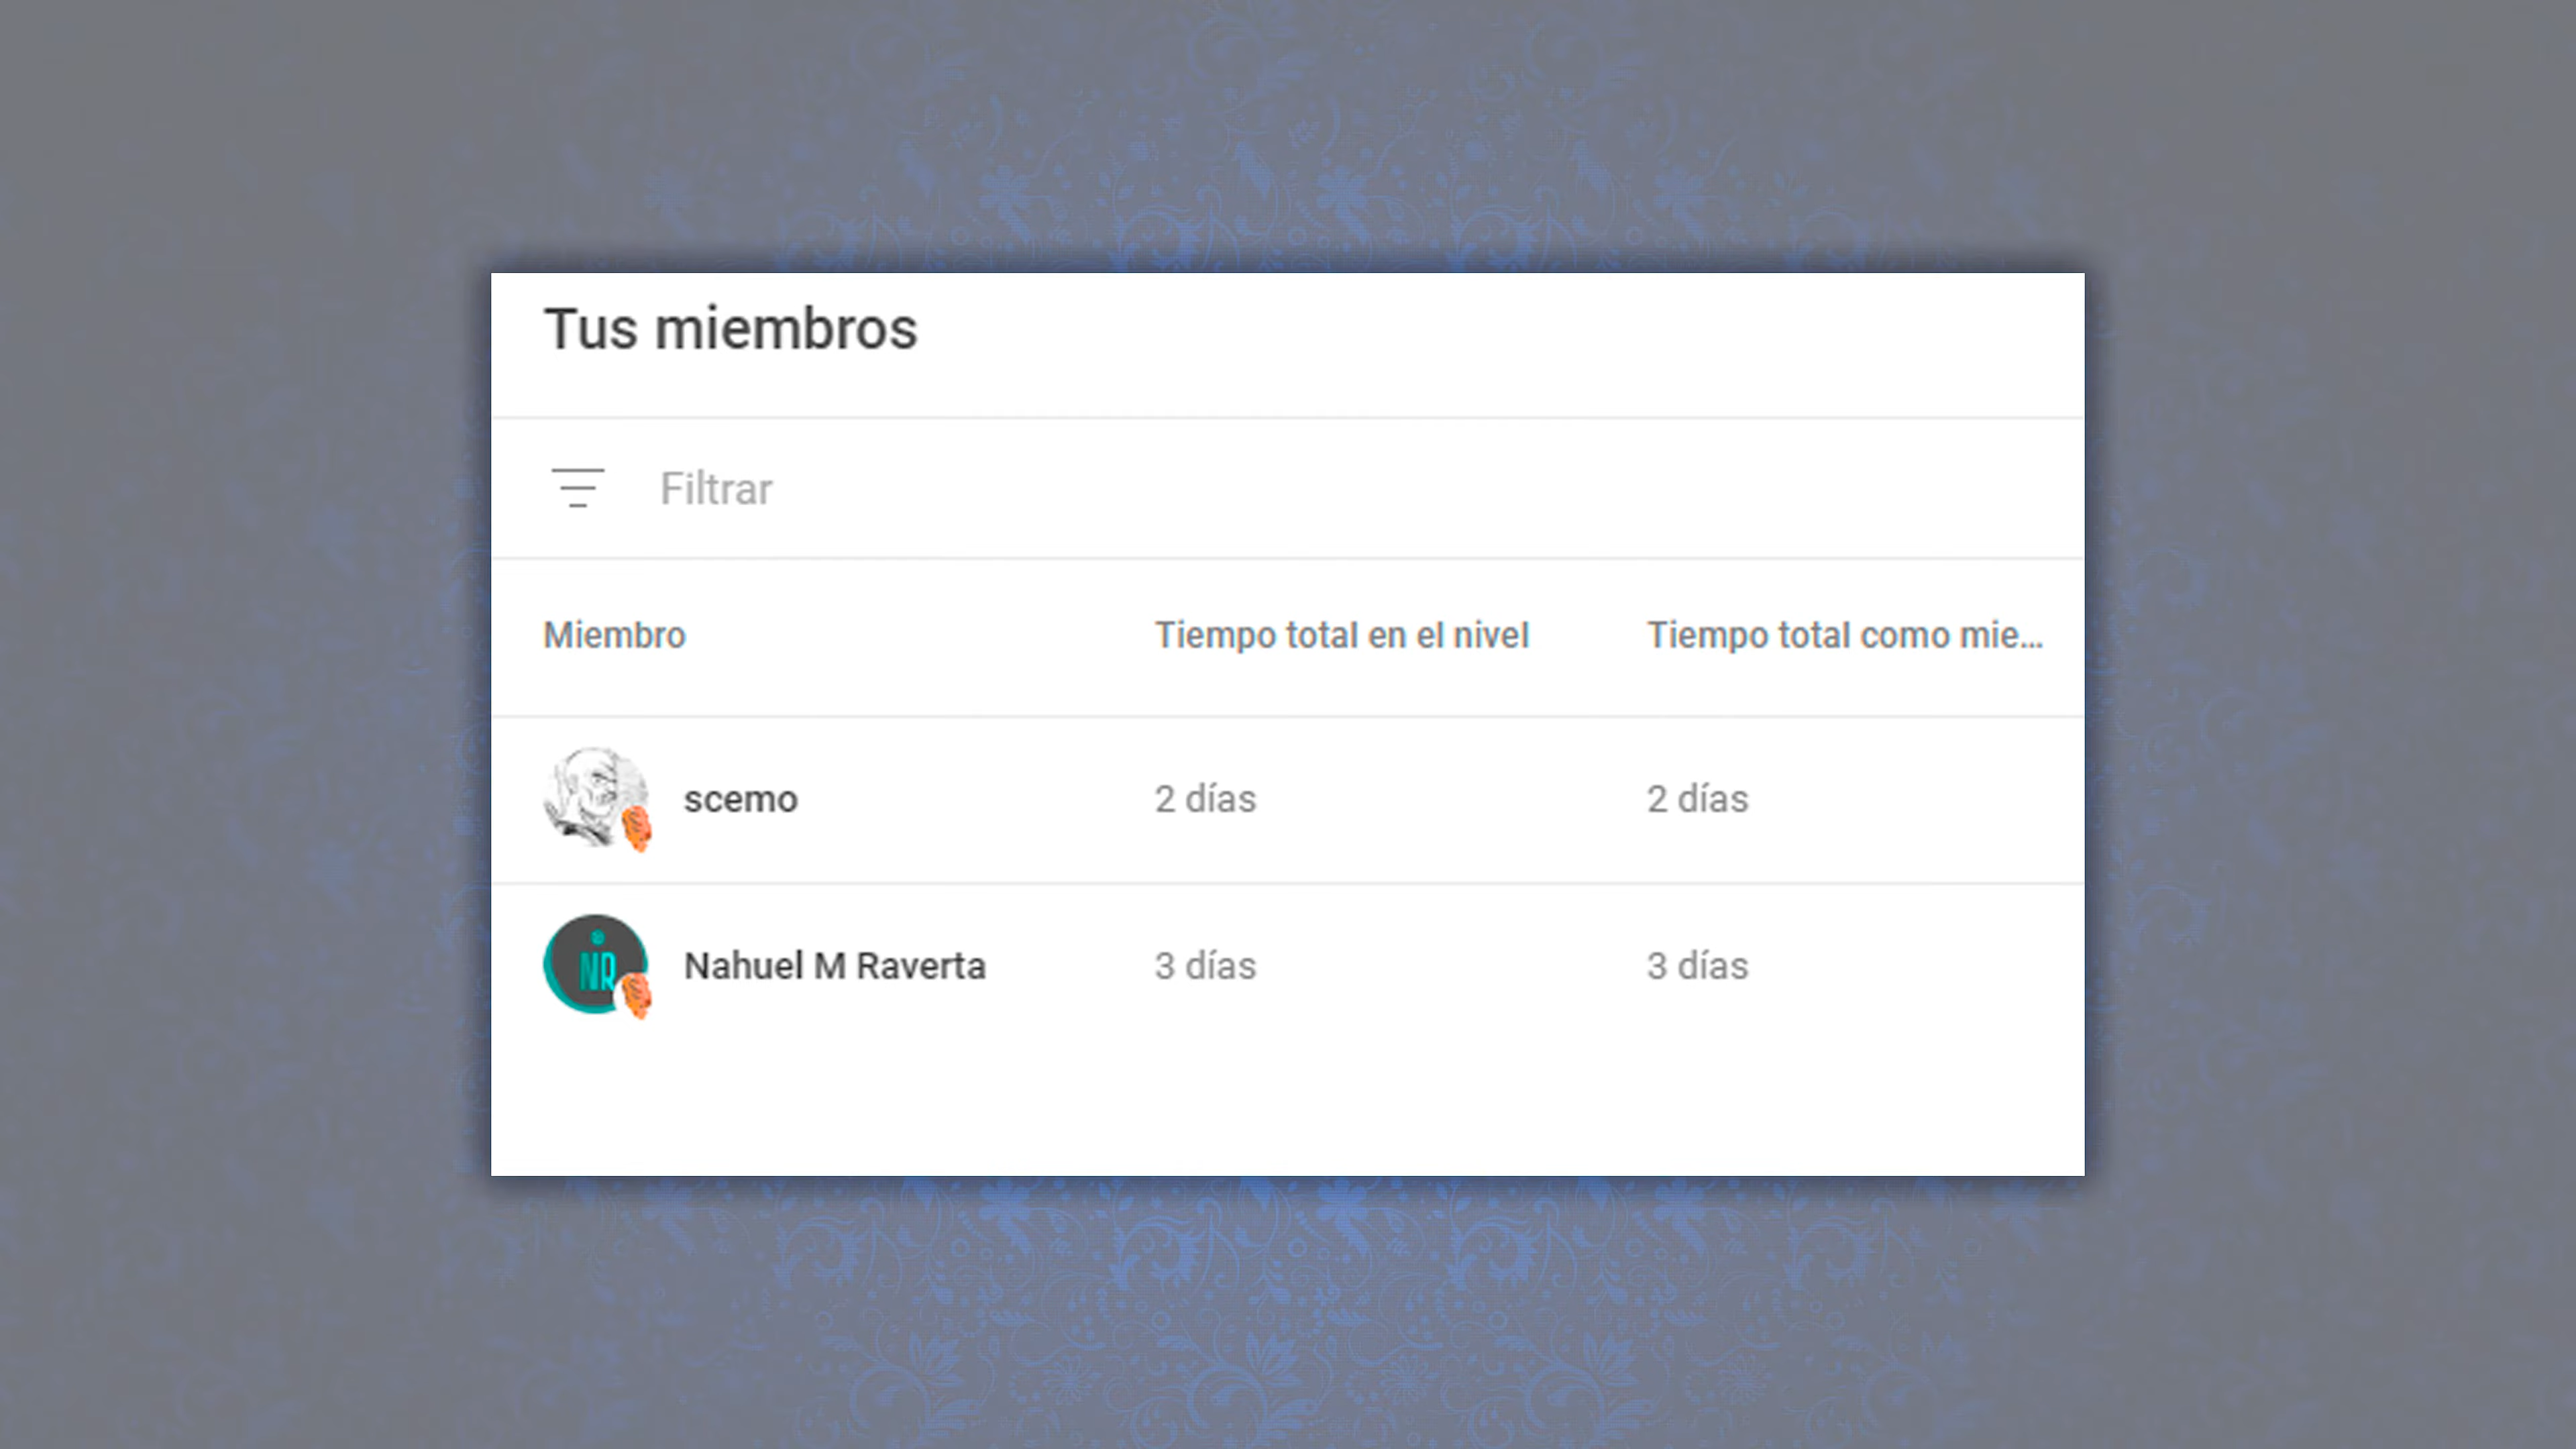 Tus miembros
Filtrar
Miembro Tiempo total en el nivel Tiempo total como mie...
scemo 2 días 2 días
NR
Nahuel M Raverta 3 días 3 días